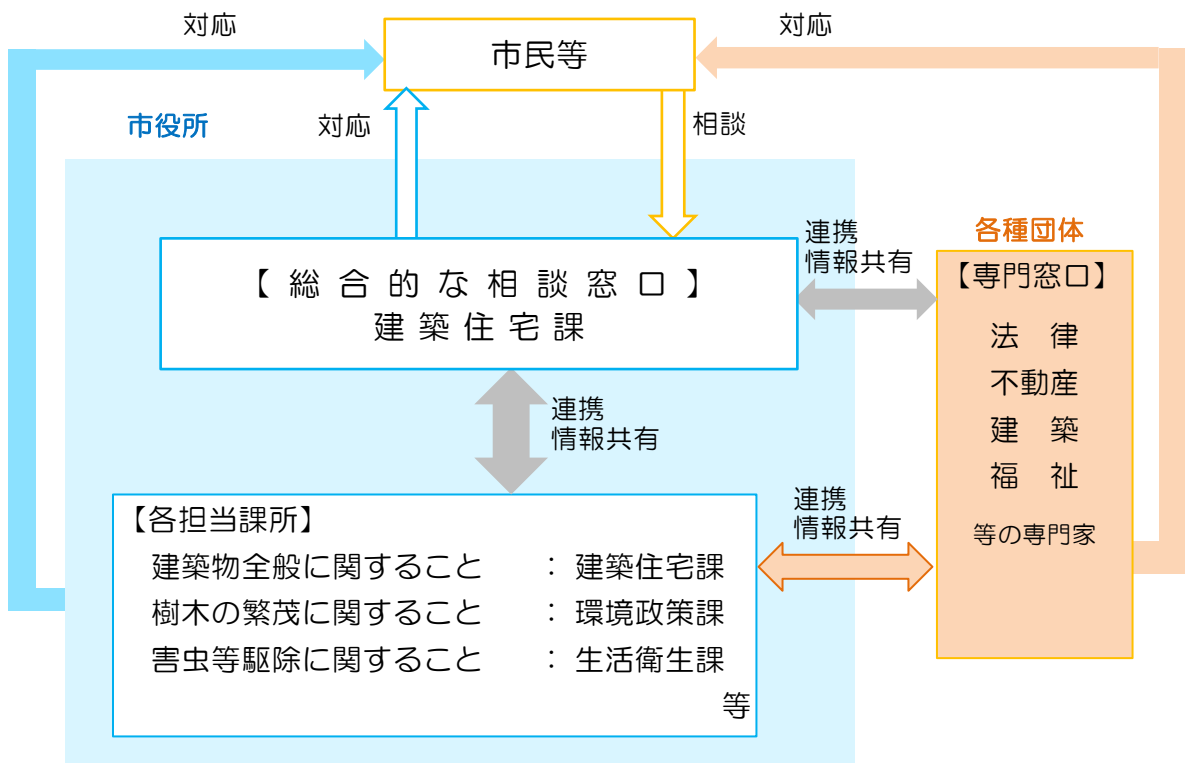 対応
対応
市民等
市役所
対応
相談
連携
情報共有
各種団体
【総合的な相談窓口】
建築住宅課
【専門窓口】
法　律
不動産
建　築
福　祉
等の専門家
連携
情報共有
連携
情報共有
【各担当課所】
建築物全般に関すること　：建築住宅課
樹木の繁茂に関すること　：環境政策課
害虫等駆除に関すること　：生活衛生課
等